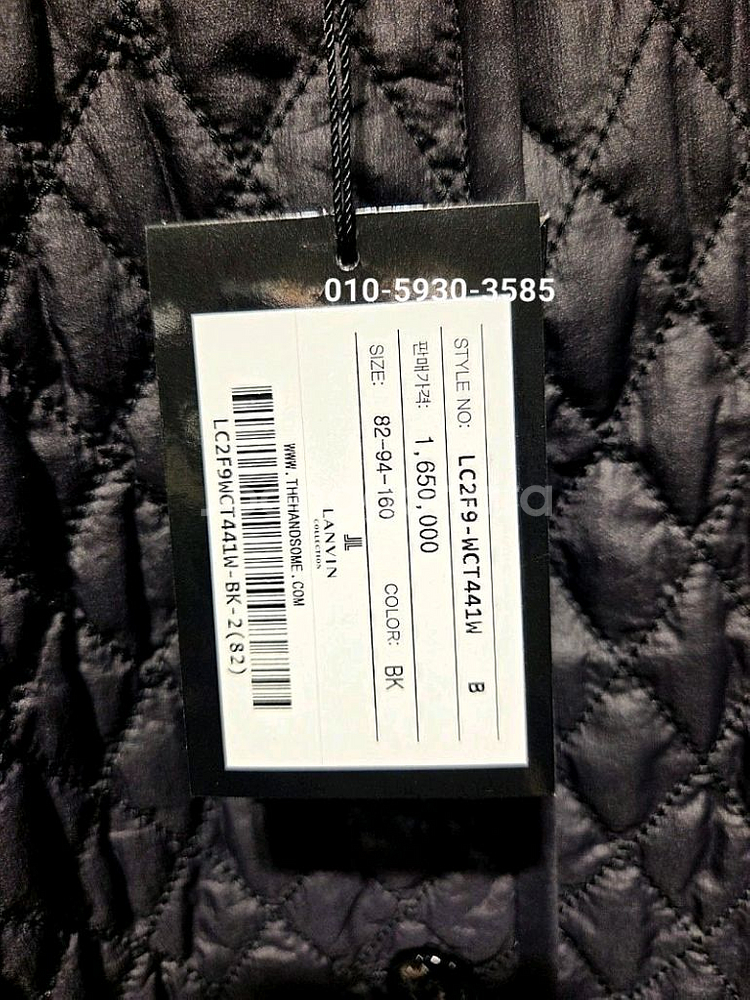 010-5930-3585
STYLE NO: LC2F9-WCT441W B
판매가격: 1,650,000
SIZE: 82-94-160 COLOR: BK
LANVIN
COLLECTION
WWW.THEHANDSOME.COM
LC2F9WCT441W-BK-2(82)